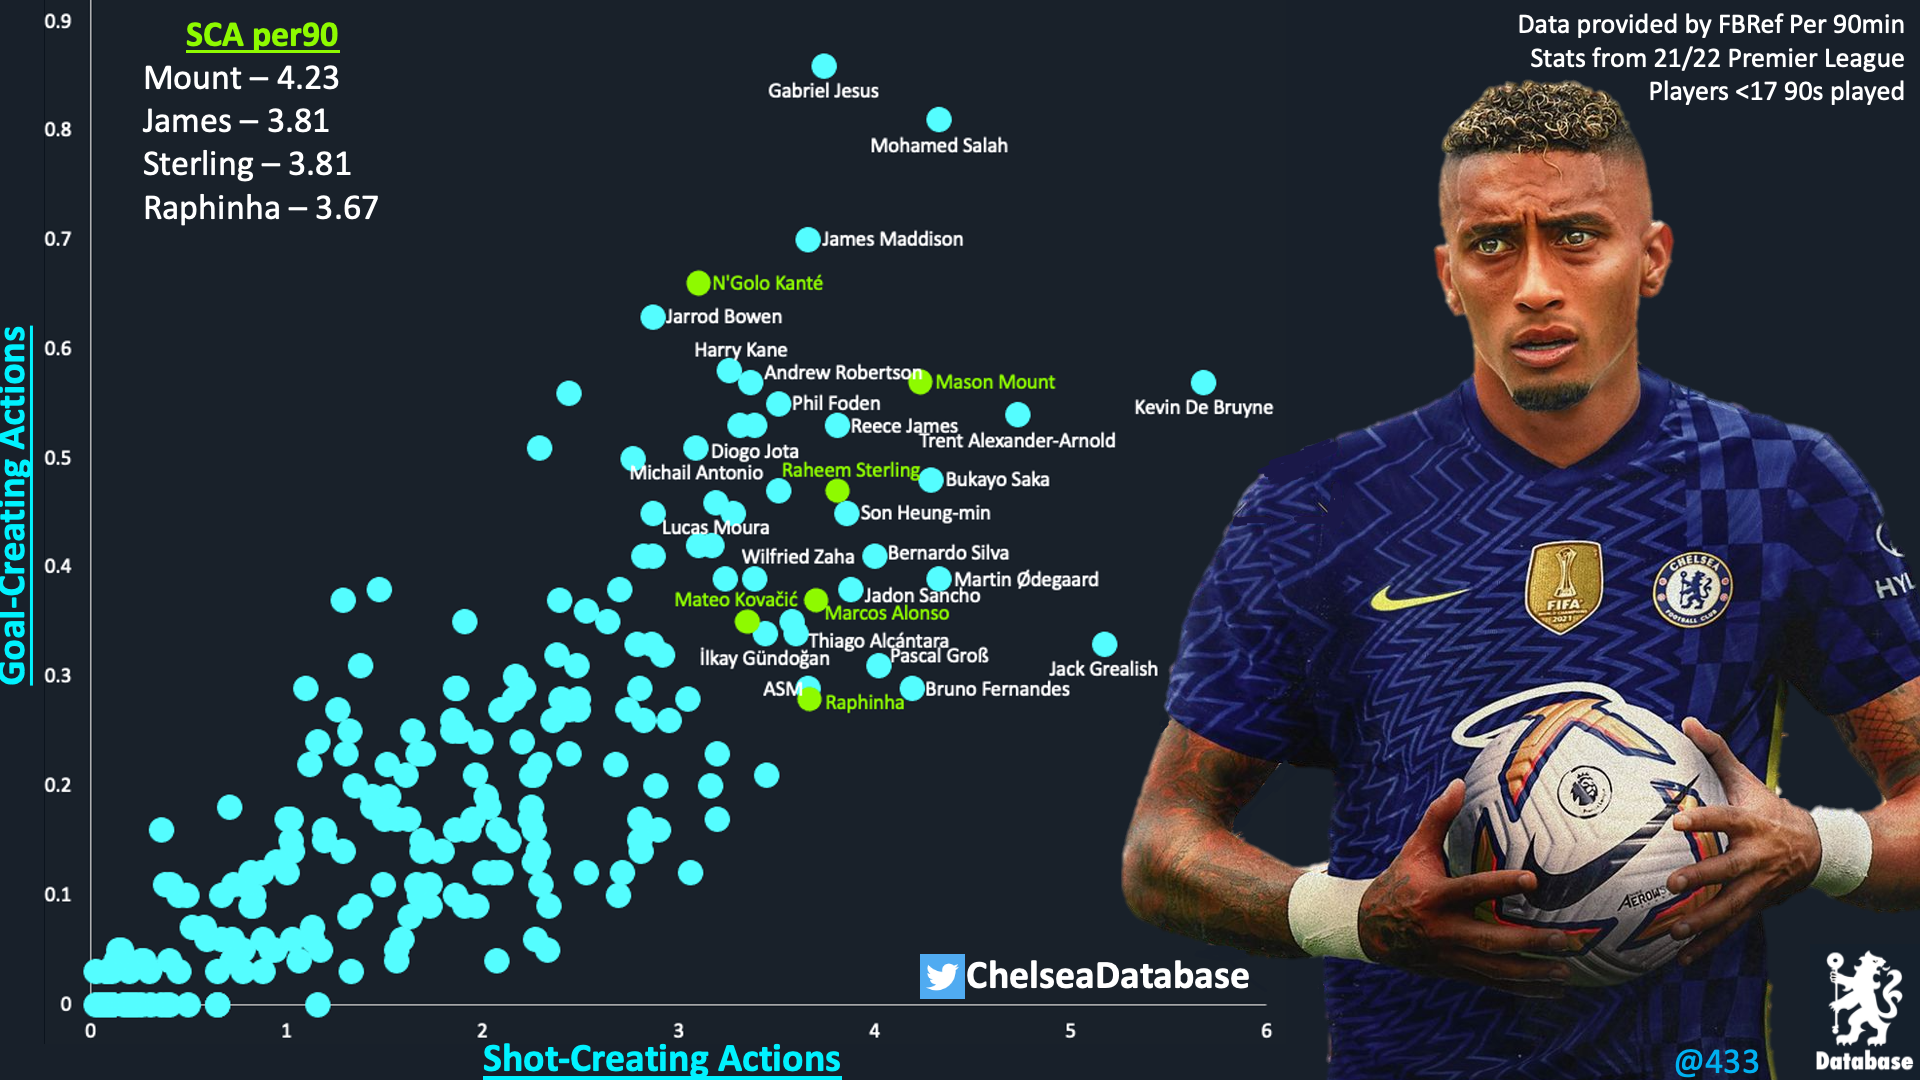 SCA per90
Mount – 4.23
James – 3.81
Sterling – 3.81
Raphinha – 3.67
Data provided by FBRef Per 90min
Stats from 21/22 Premier League
Players <17 90s played
Goal-Creating Actions
0.9
0.8
0.7
0.6
0.5
0.4
0.3
0.2
0.1
0
Gabriel Jesus
Mohamed Salah
James Maddison
N'Golo Kanté
Jarrod Bowen
Harry Kane
Andrew Robertson
Mason Mount
Kevin De Bruyne
Phil Foden
Reece James
Trent Alexander-Arnold
Diogo Jota
Michail Antonio
Raheem Sterling
Bukayo Saka
Son Heung-min
Lucas Moura
Wilfried Zaha
Bernardo Silva
Martin Ødegaard
Jadon Sancho
Mateo Kovačić
Marcos Alonso
Thiago Alcántara
İlkay Gündoğan
Pascal Groß
Jack Grealish
ASM
Bruno Fernandes
Raphinha
0 1 2 3 4 5 6
Shot-Creating Actions
ChelseaDatabase
FIFA
2021
CHELSEA
FOOTBALL CLUB
HY
@433
Database